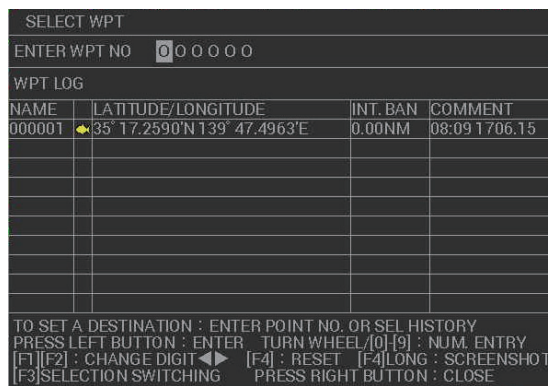 SELECT WPT
ENTER WPT NO 000000
WPT LOG
NAME LATITUDE/LONGITUDE INT. BAN COMMENT
000001 35° 17.2590'N 139° 47.4963'E 0.00NM 08:09 1706.15
TO SET A DESTINATION : ENTER POINT NO. OR SEL HISTORY
PRESS LEFT BUTTON : ENTER TURN WHEEL/[0]-[9] : NUM. ENTRY
[F1][F2] : CHANGE DIGIT◀▶ [F4] : RESET [F4]LONG : SCREENSHOT
[F3]SELECTION SWITCHING PRESS RIGHT BUTTON : CLOSE